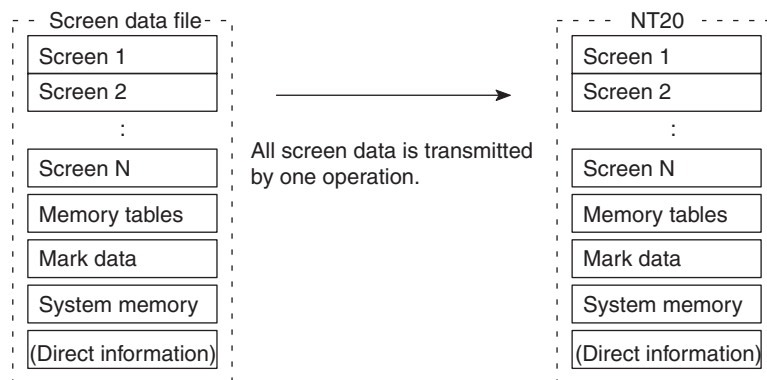 Screen data file
Screen 1
Screen 2
:
Screen N
Memory tables
Mark data
System memory
(Direct information)
All screen data is transmitted
by one operation.
NT20
Screen 1
Screen 2
:
Screen N
Memory tables
Mark data
System memory
(Direct information)